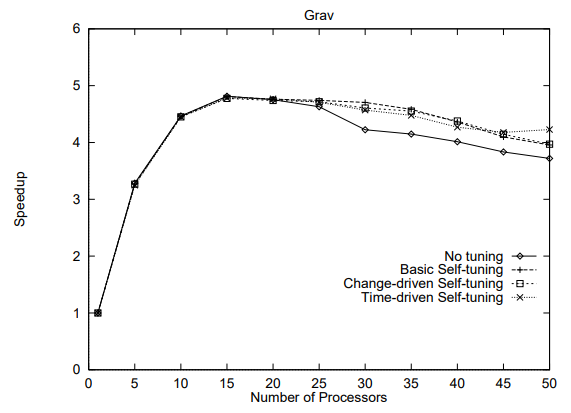 Grav
6
5
4
3
2
1
0
Speedup
No tuning
Basic Self-tuning
Change-driven Self-tuning
Time-driven Self-tuning
0 5 10 15 20 25 30 35 40 45 50
Number of Processors